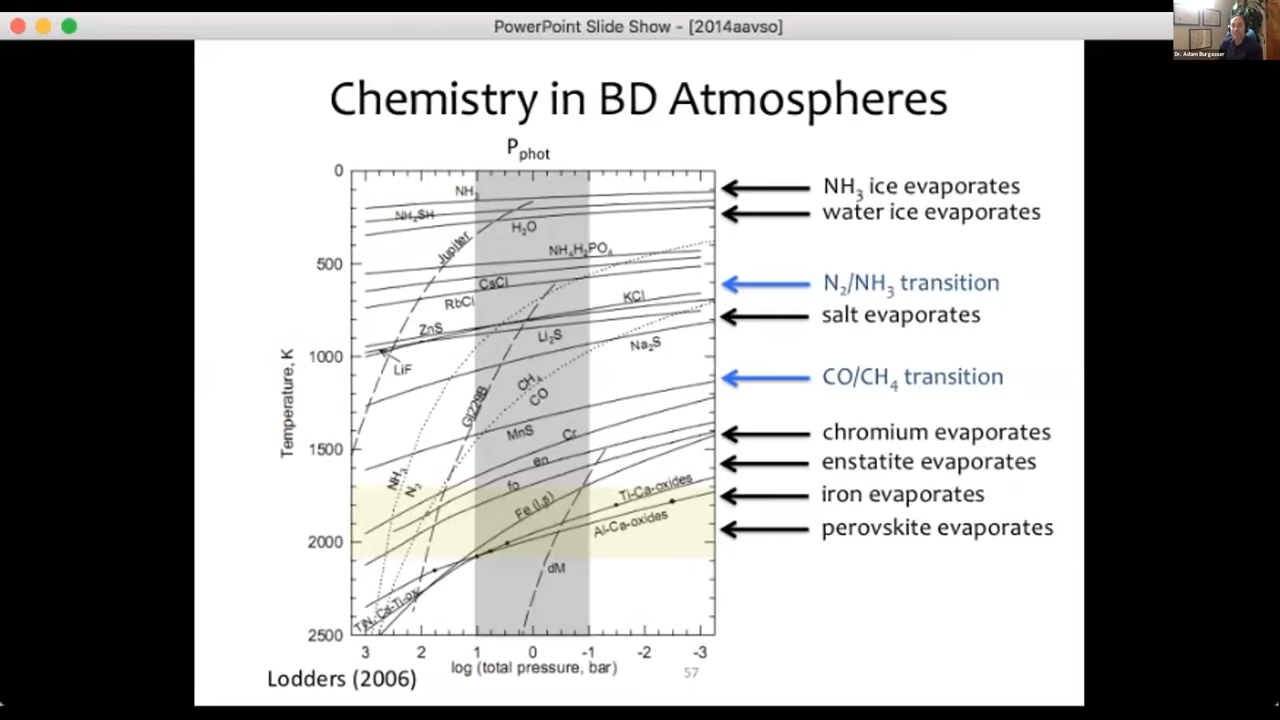 PowerPoint Slide Show - [2014aavso]
Dr. Adam Burgasser
Chemistry in BD Atmospheres
Pphot
0
500
1000
1500
2000
2500
Temperature, K
3
2
1
0
-1
-2
-3
log (total pressure, bar)
NH3
NH4SH
H2O
Jupiter
NH4H2PO4
CsCl
RbCl
KCl
ZnS
Li2S
Na2S
LiF
CH4
CO
Gl229B
MnS
Cr
en
NH3
N2
fo
Fe (l,s)
Ti-Ca-oxides
Al-Ca-oxides
dM
TiN, Ca-Ti-ox.
NH3 ice evaporates
water ice evaporates
N2/NH3 transition
salt evaporates
CO/CH4 transition
chromium evaporates
enstatite evaporates
iron evaporates
perovskite evaporates
57
Lodders (2006)